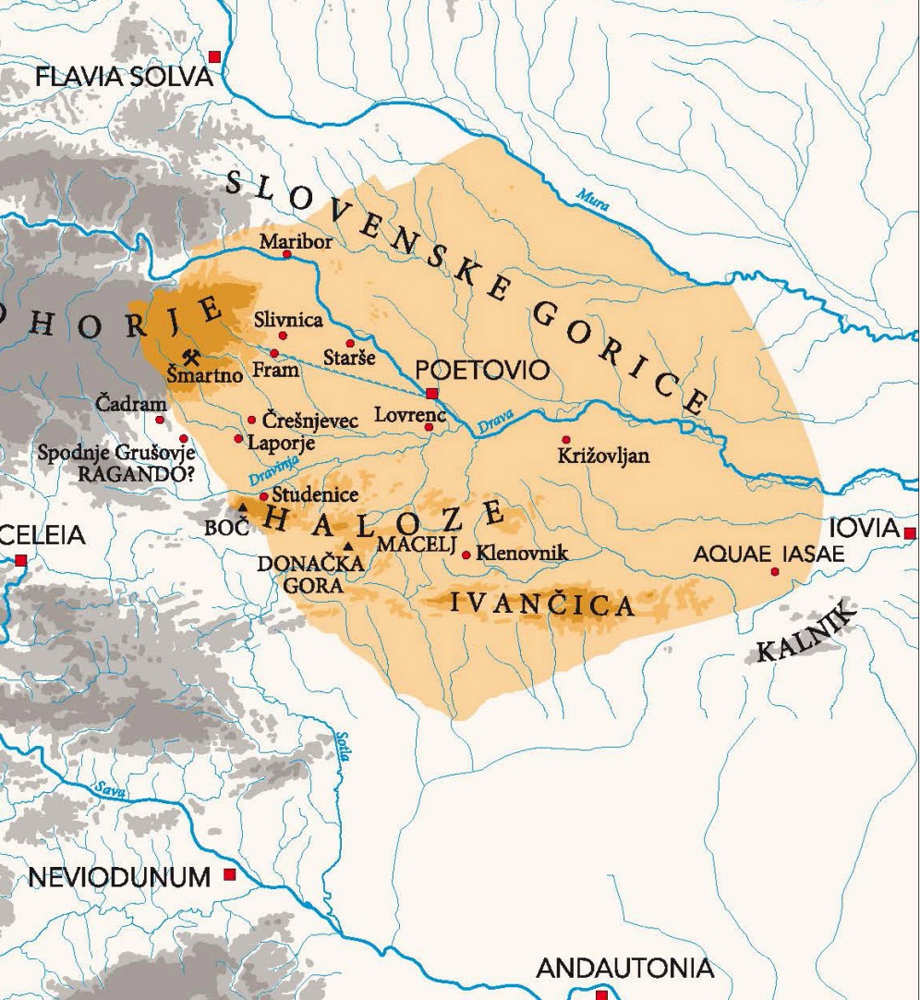 FLAVIA SOLVA
SLOVENSKE GORICE
Mura
Maribor
OHORJE
Slivnica
Starše
Šmartno
Fram
POETOVIO
Čadram
Črešnjevec
Lovrenc
Drava
Laporje
Spodnje Grušovje
RAGANDO?
Križovljan
Dravinja
Studenice
BOČ
HALOZE
CELEIA
MACELJ
Klenovnik
IOVIA
AQUAE IASAE
DONAČKA
GORA
IVANČICA
KALNIK
Sotla
Sava
NEVIODUNUM
ANDAUTONIA